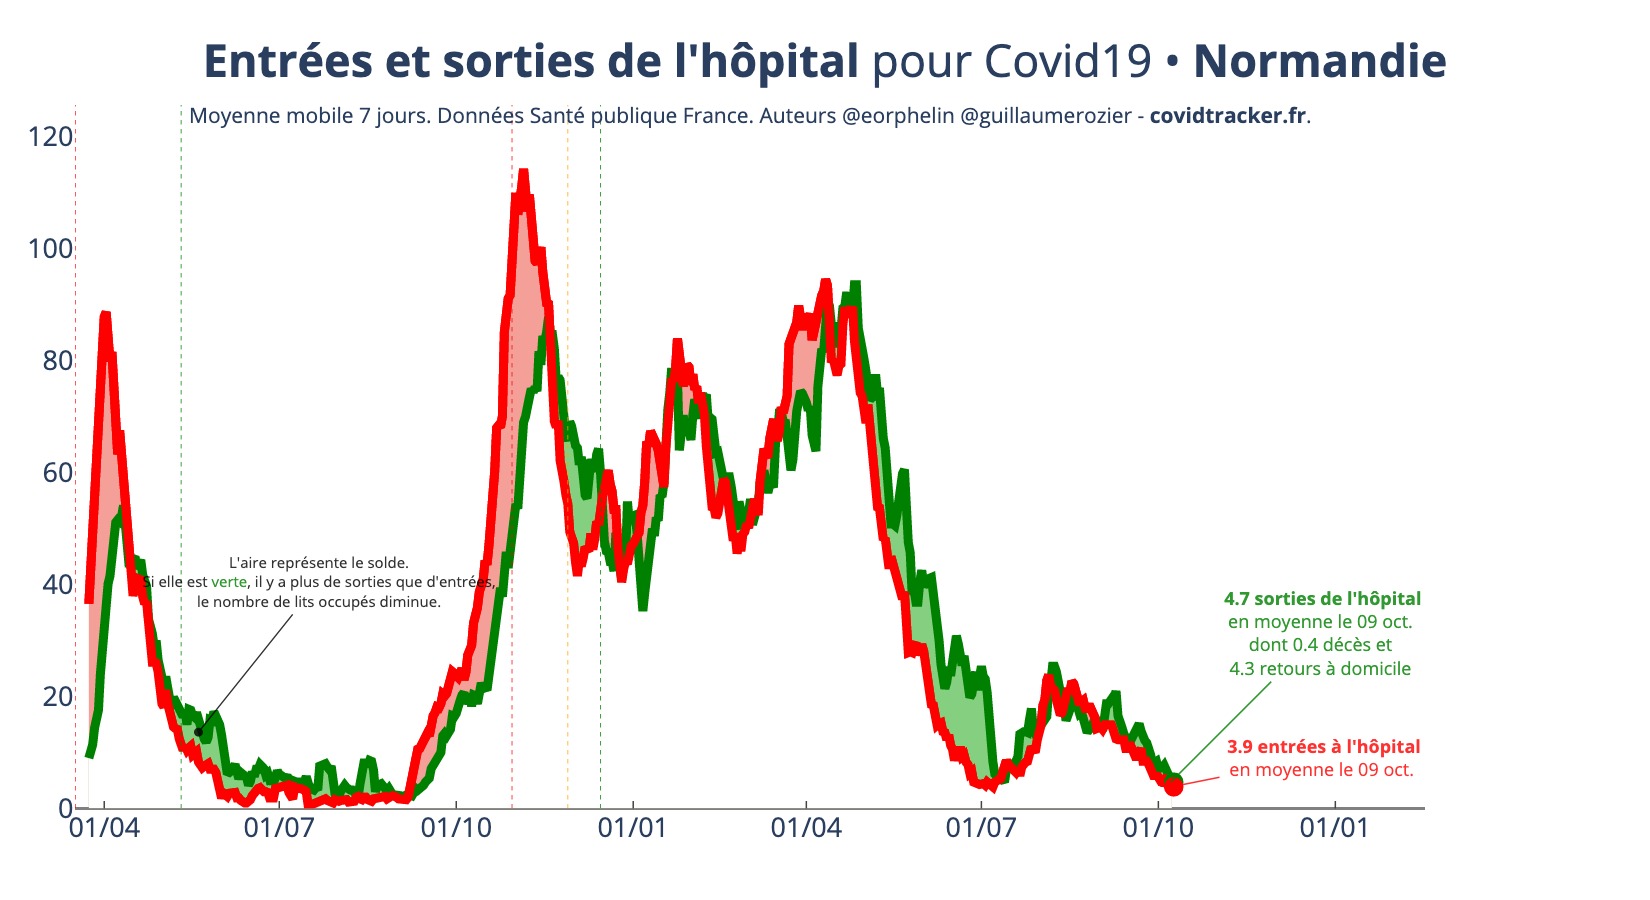 Entrées et sorties de l'hôpital pour Covid19 • Normandie
Moyenne mobile 7 jours. Données Santé publique France. Auteurs @eorphelin @guillaumerozier - covidtracker.fr.
120
100
80
60
40
20
0
L'aire représente le solde.
Si elle est verte, il y a plus de sorties que d'entrées,
le nombre de lits occupés diminue.
4.7 sorties de l'hôpital
en moyenne le 09 oct.
dont 0.4 décès et
4.3 retours à domicile
3.9 entrées à l'hôpital
en moyenne le 09 oct.
01/04 01/07 01/10 01/01 01/04 01/07 01/10 01/01